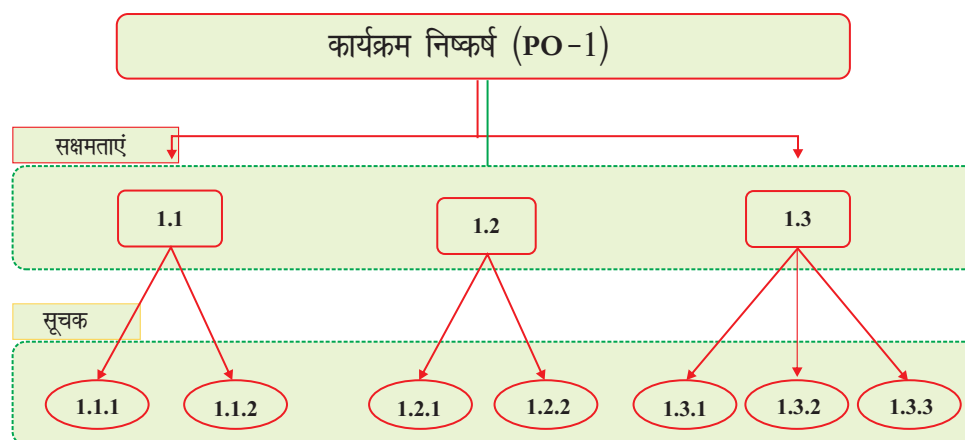 कार्यक्रम निष्कर्ष (PO-1)
सक्षमताएं
1.1 1.2 1.3
सूचक
1.1.1 1.1.2 1.2.1 1.2.2 1.3.1 1.3.2 1.3.3